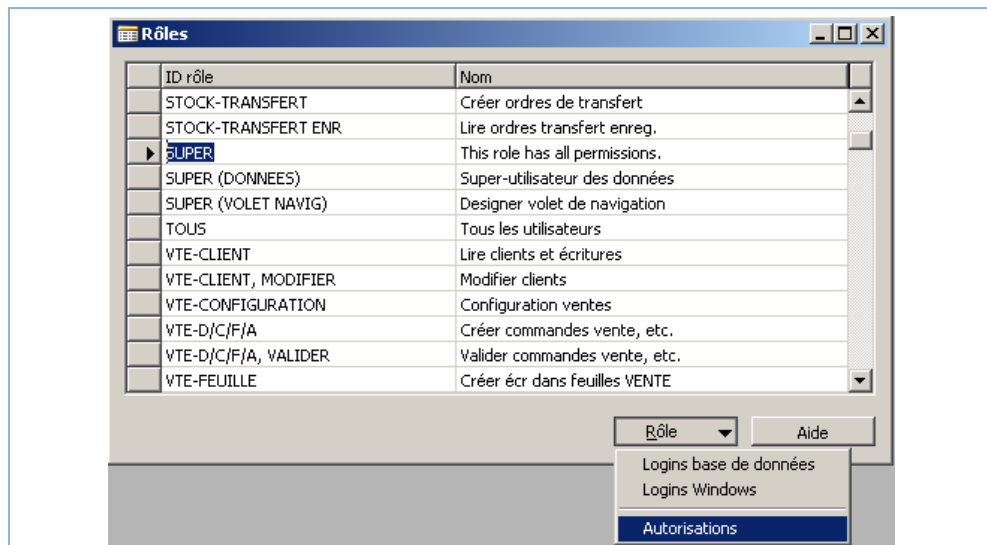 Rôles
ID rôle Nom
STOCK-TRANSFERT Créer ordres de transfert
STOCK-TRANSFERT ENR Lire ordres transfert enreg.
SUPER This role has all permissions.
SUPER (DONNEES) Super-utilisateur des données
SUPER (VOLET NAVIG) Designer volet de navigation
TOUS Tous les utilisateurs
VTE-CLIENT Lire clients et écritures
VTE-CLIENT, MODIFIER Modifier clients
VTE-CONFIGURATION Configuration ventes
VTE-D/C/F/A Créer commandes vente, etc.
VTE-D/C/F/A, VALIDER Valider commandes vente, etc.
VTE-FEUILLE Créer écr dans feuilles VENTE
Rôle Aide
Logins base de données
Logins Windows
Autorisations